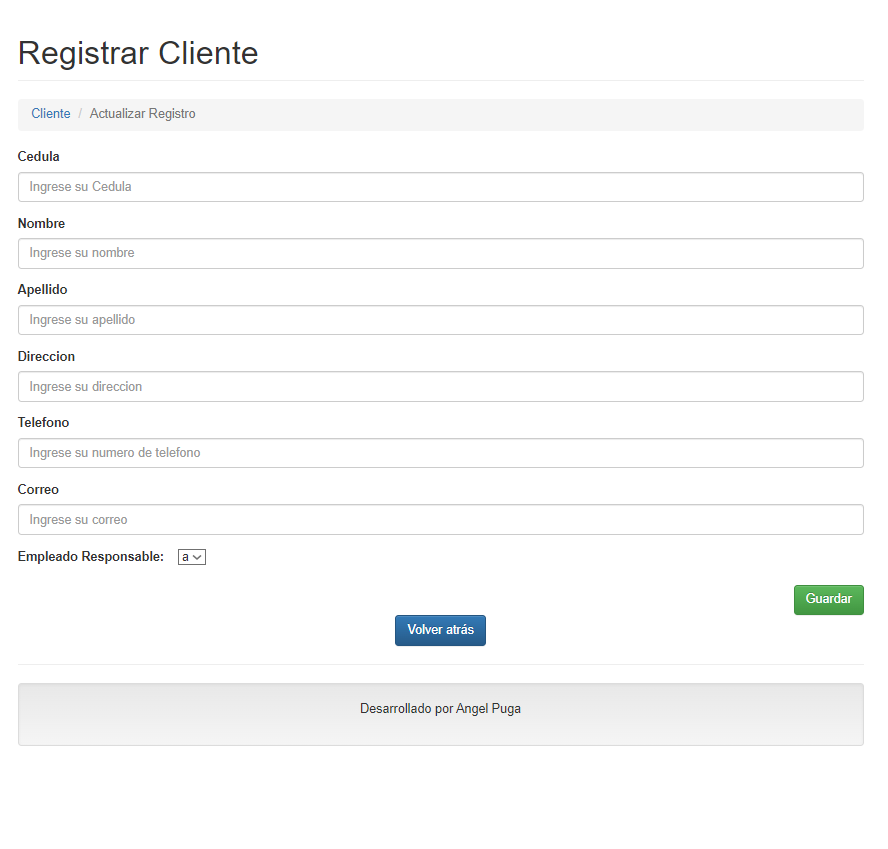 Registrar Cliente
Cliente / Actualizar Registro
Cedula
Ingrese su Cedula
Nombre
Ingrese su nombre
Apellido
Ingrese su apellido
Direccion
Ingrese su direccion
Telefono
Ingrese su numero de telefono
Correo
Ingrese su correo
Empleado Responsable: a
Guardar
Volver atrás
Desarrollado por Angel Puga